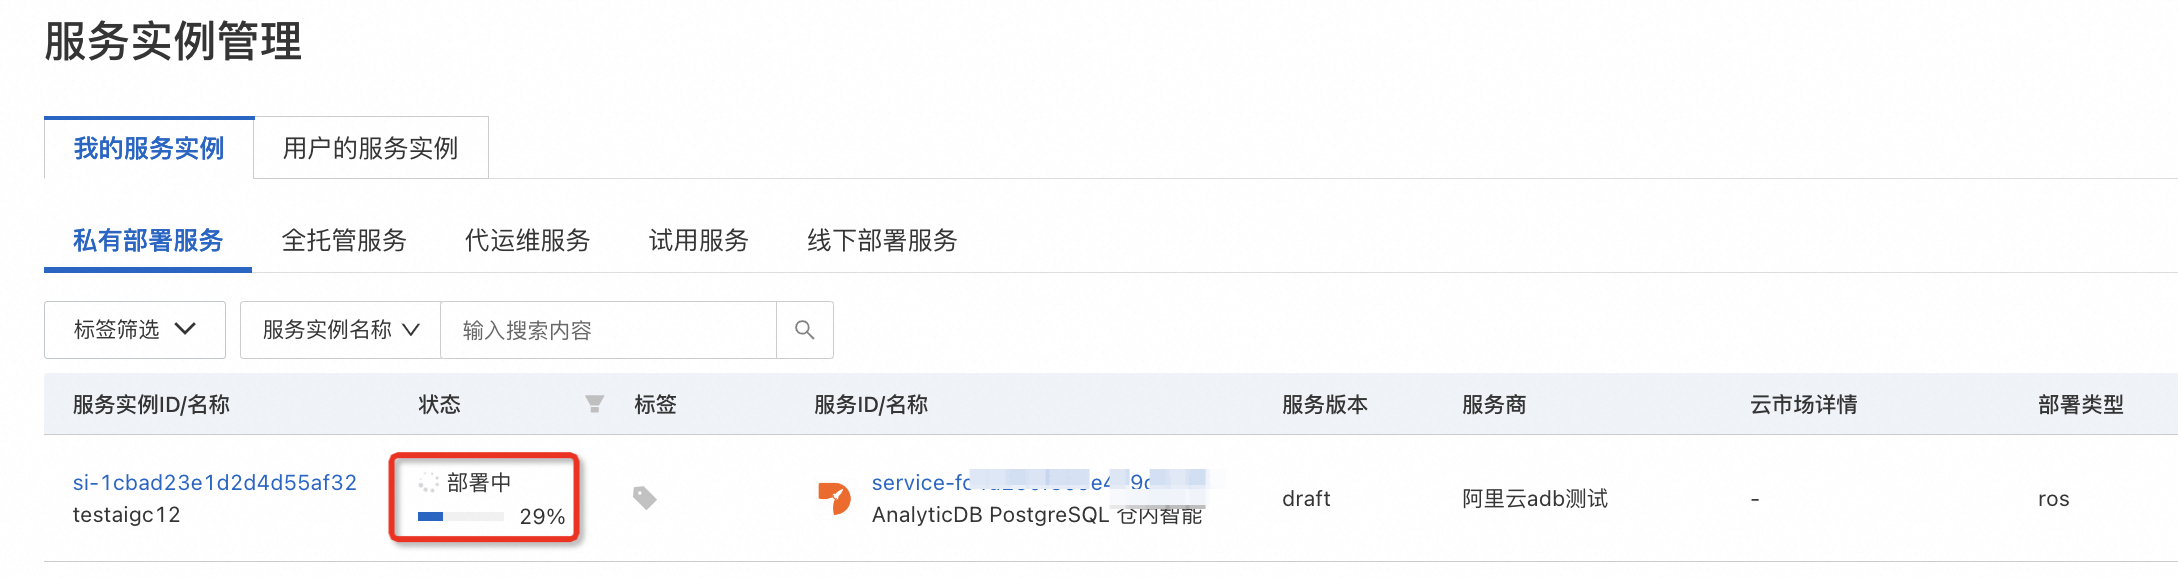 服务实例管理
我的服务实例 用户的服务实例
私有部署服务 全托管服务 代运维服务 试用服务 线下部署服务
标签筛选 服务实例名称 输入搜索内容
服务实例ID/名称 状态 标签 服务ID/名称 服务版本 服务商 云市场详情 部署类型
si-1cbad23e1d2d4d55af32 部署中 service-f
testaigc12 29% AnalyticDB PostgreSQL 仓内智能 draft 阿里云adb测试 - ros